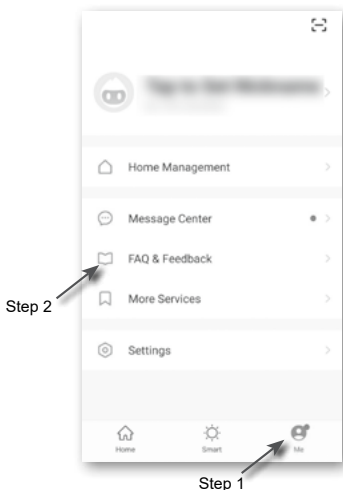 Home Management
Message Center
FAQ & Feedback
Step 2
More Services
Settings
Home Smart Me
Step 1